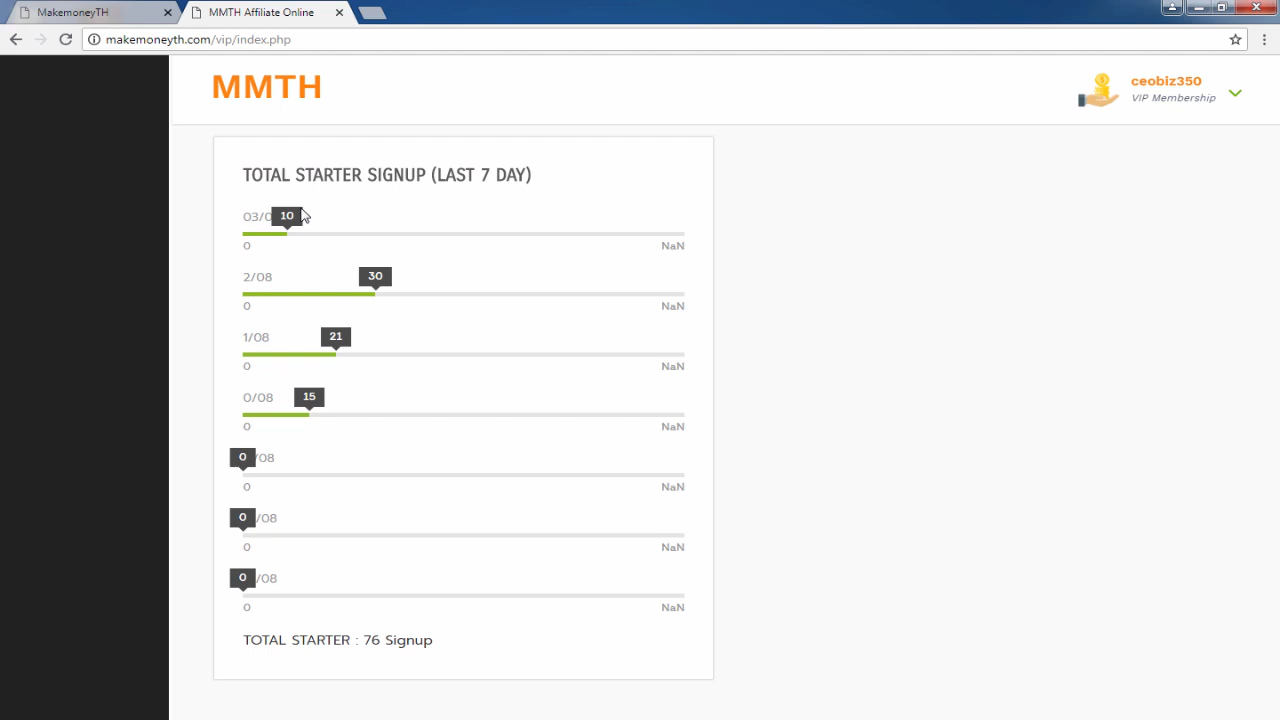 MakemoneyTH
MMTH Affiliate Online
makemoneyth.com/vip/index.php
MMTH
ceobiz350
VIP Membership
TOTAL STARTER SIGNUP (LAST 7 DAY)
03/0
10
0
NaN
2/08
30
0
NaN
1/08
21
0
NaN
0/08
15
0
NaN
0
/08
0
NaN
0
/08
0
NaN
0
/08
0
NaN
TOTAL STARTER : 76 Signup